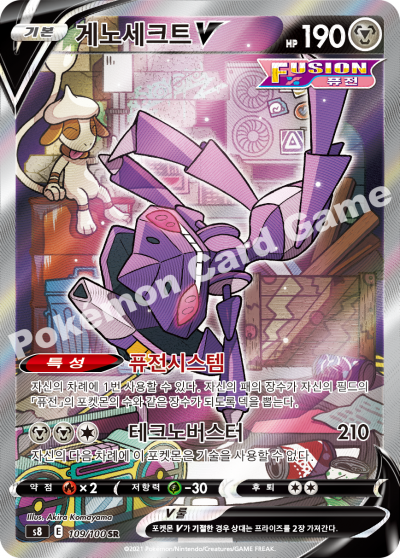 기본 게노세크트 V HP 190
FUSION
퓨전
Pokémon Card Game
특성 퓨전시스템
자신의 차례에 1번 사용할 수 있다. 자신의 패의 장수가 자신의 필드의
「퓨전」의 포켓몬의 수와 같은 장수가 되도록 덱을 뽑는다.
테크노버스터 210
자신의 다음 차례에 이 포켓몬은 기술을 사용할 수 없다.
약점 ×2 저항력 -30 후퇴
Illus. Akira Komayama
s8 E 109/100 SR
V룰
포켓몬 V가 기절한 경우 상대는 프라이즈를 2장 가져간다.
©2021 Pokémon/Nintendo/Creatures/GAME FREAK.